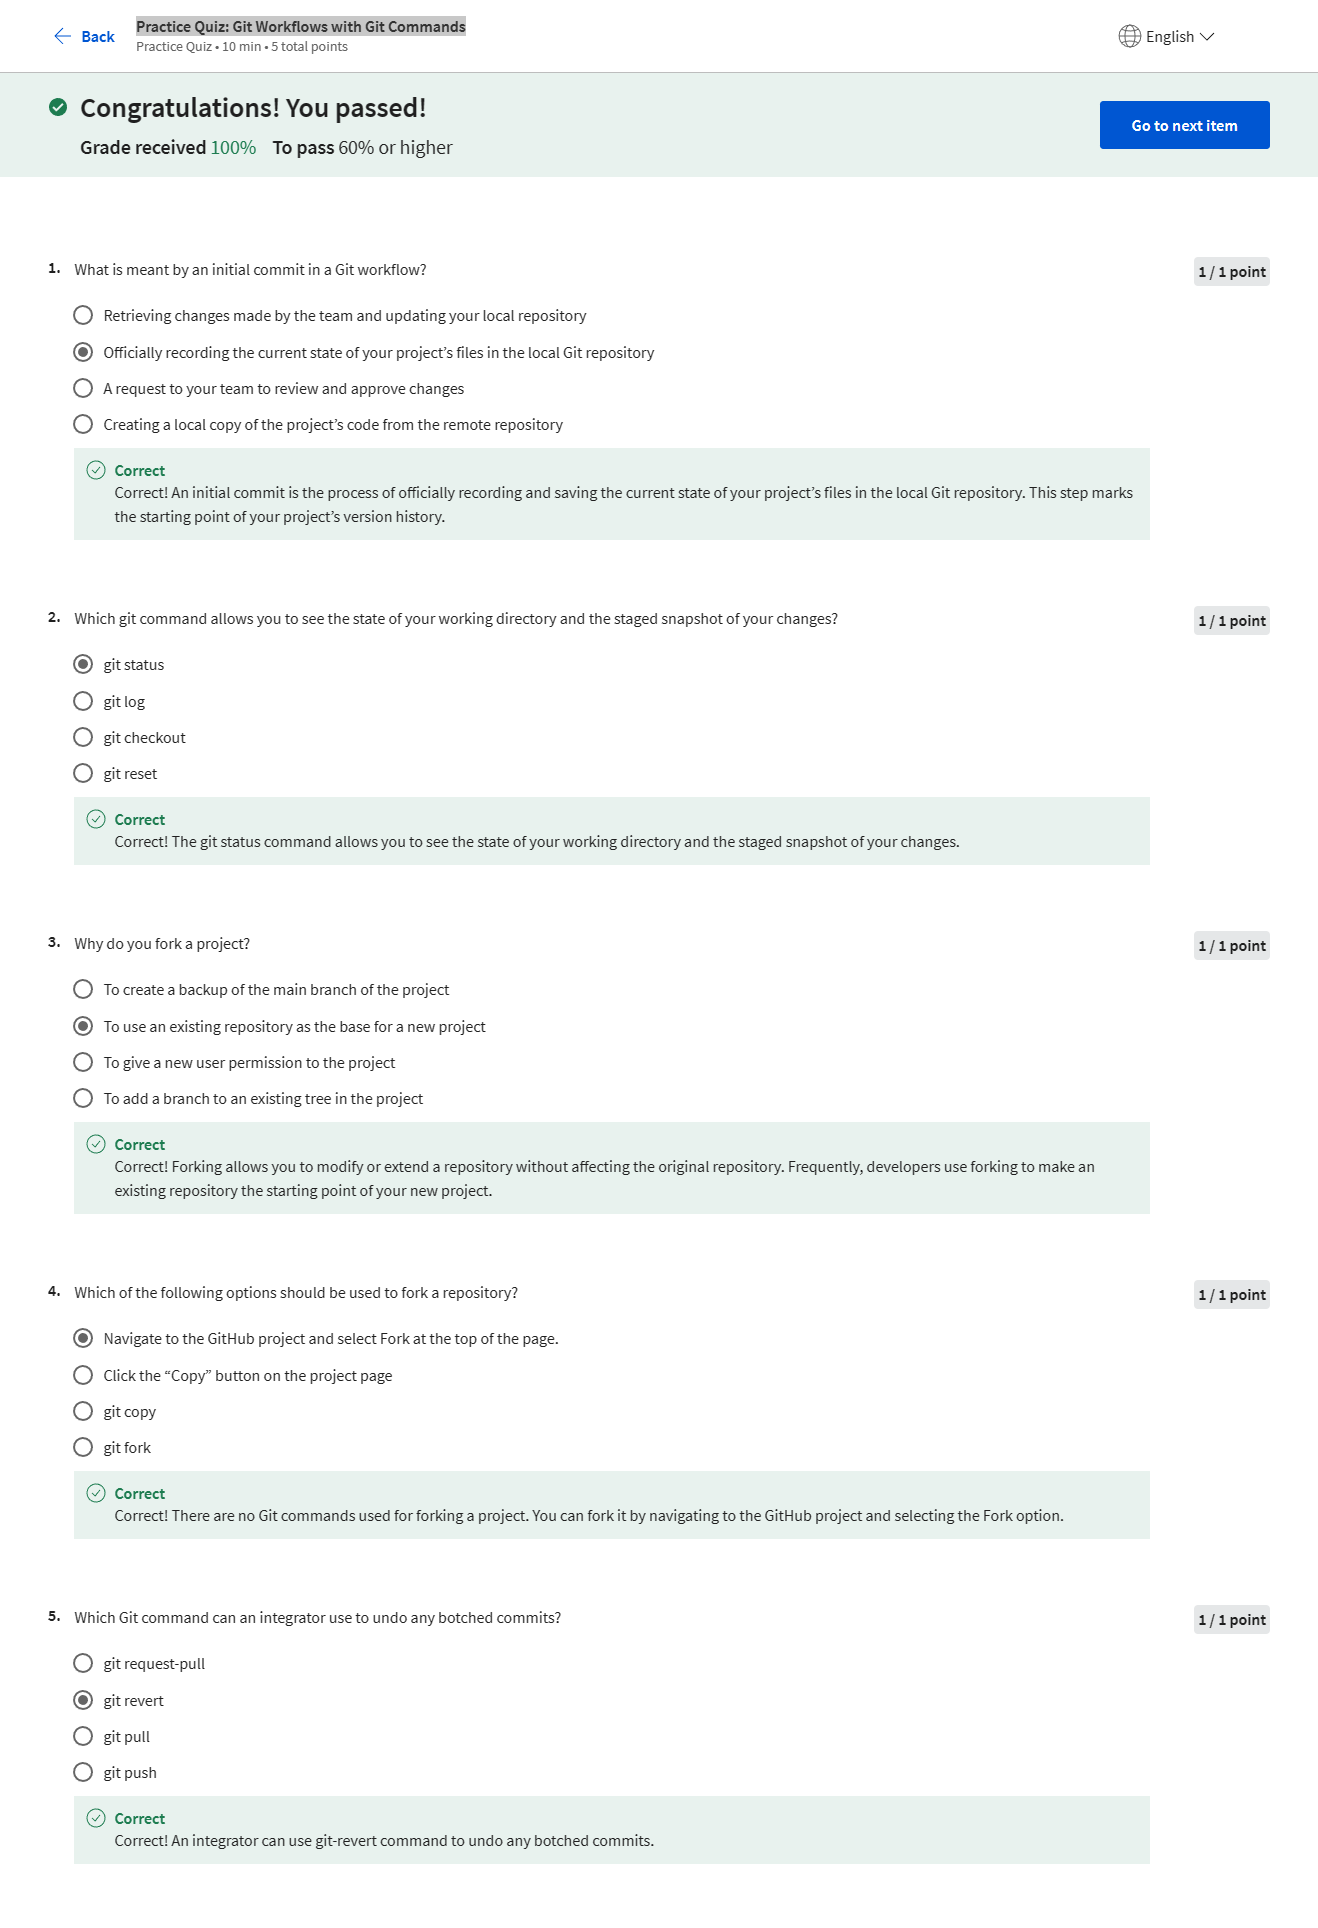 Back
Practice Quiz: Git Workflows with Git Commands
Practice Quiz • 10 min • 5 total points
English
Congratulations! You passed!
Grade received 100% To pass 60% or higher
Go to next item
1. What is meant by an initial commit in a Git workflow?
1 / 1 point
Retrieving changes made by the team and updating your local repository
Officially recording the current state of your project’s files in the local Git repository
A request to your team to review and approve changes
Creating a local copy of the project’s code from the remote repository
Correct
Correct! An initial commit is the process of officially recording and saving the current state of your project’s files in the local Git repository. This step marks
the starting point of your project’s version history.
2. Which git command allows you to see the state of your working directory and the staged snapshot of your changes?
1 / 1 point
git status
git log
git checkout
git reset
Correct
Correct! The git status command allows you to see the state of your working directory and the staged snapshot of your changes.
3. Why do you fork a project?
1 / 1 point
To create a backup of the main branch of the project
To use an existing repository as the base for a new project
To give a new user permission to the project
To add a branch to an existing tree in the project
Correct
Correct! Forking allows you to modify or extend a repository without affecting the original repository. Frequently, developers use forking to make an
existing repository the starting point of your new project.
4. Which of the following options should be used to fork a repository?
1 / 1 point
Navigate to the GitHub project and select Fork at the top of the page.
Click the “Copy” button on the project page
git copy
git fork
Correct
Correct! There are no Git commands used for forking a project. You can fork it by navigating to the GitHub project and selecting the Fork option.
5. Which Git command can an integrator use to undo any botched commits?
1 / 1 point
git request-pull
git revert
git pull
git push
Correct
Correct! An integrator can use git-revert command to undo any botched commits.